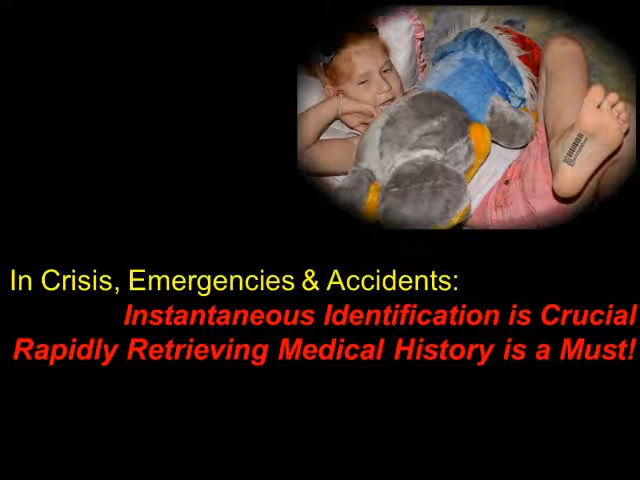 In Crisis, Emergencies & Accidents:
Instantaneous Identification is Crucial
Rapidly Retrieving Medical History is a Must!